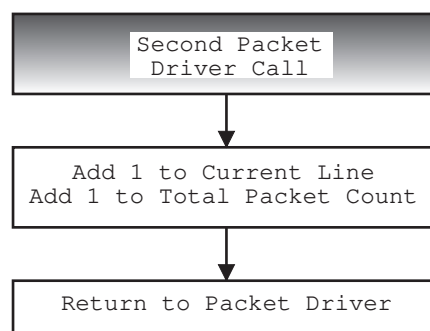 Second Packet
Driver Call
Add 1 to Current Line
Add 1 to Total Packet Count
Return to Packet Driver